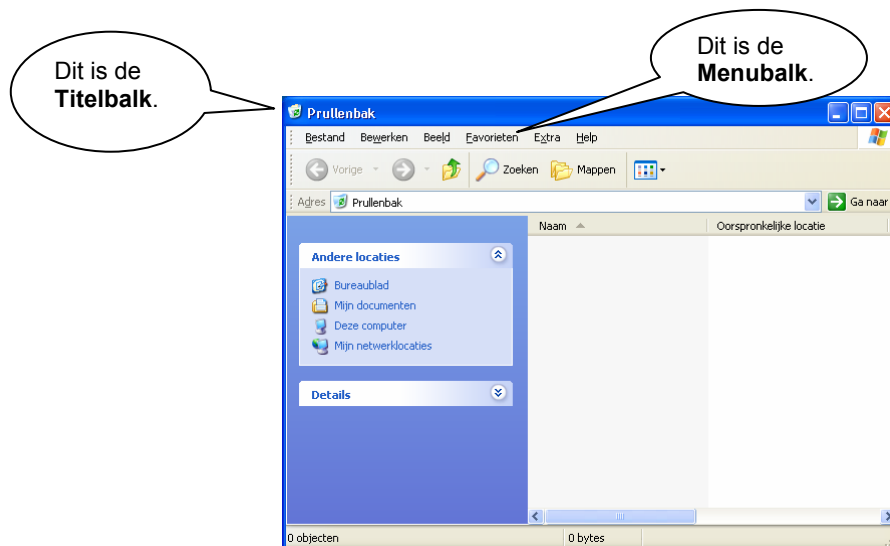 Dit is de
Titelbalk.
Dit is de
Menubalk.
Prullenbak
Bestand Bewerken Beeld Favorieten Extra Help
Vorige Zoeken Mappen
Adres Prullenbak Ga naar
Naam Oorspronkelijke locatie
Andere locaties
Bureaublad
Mijn documenten
Deze computer
Mijn netwerklocaties
Details
0 objecten 0 bytes